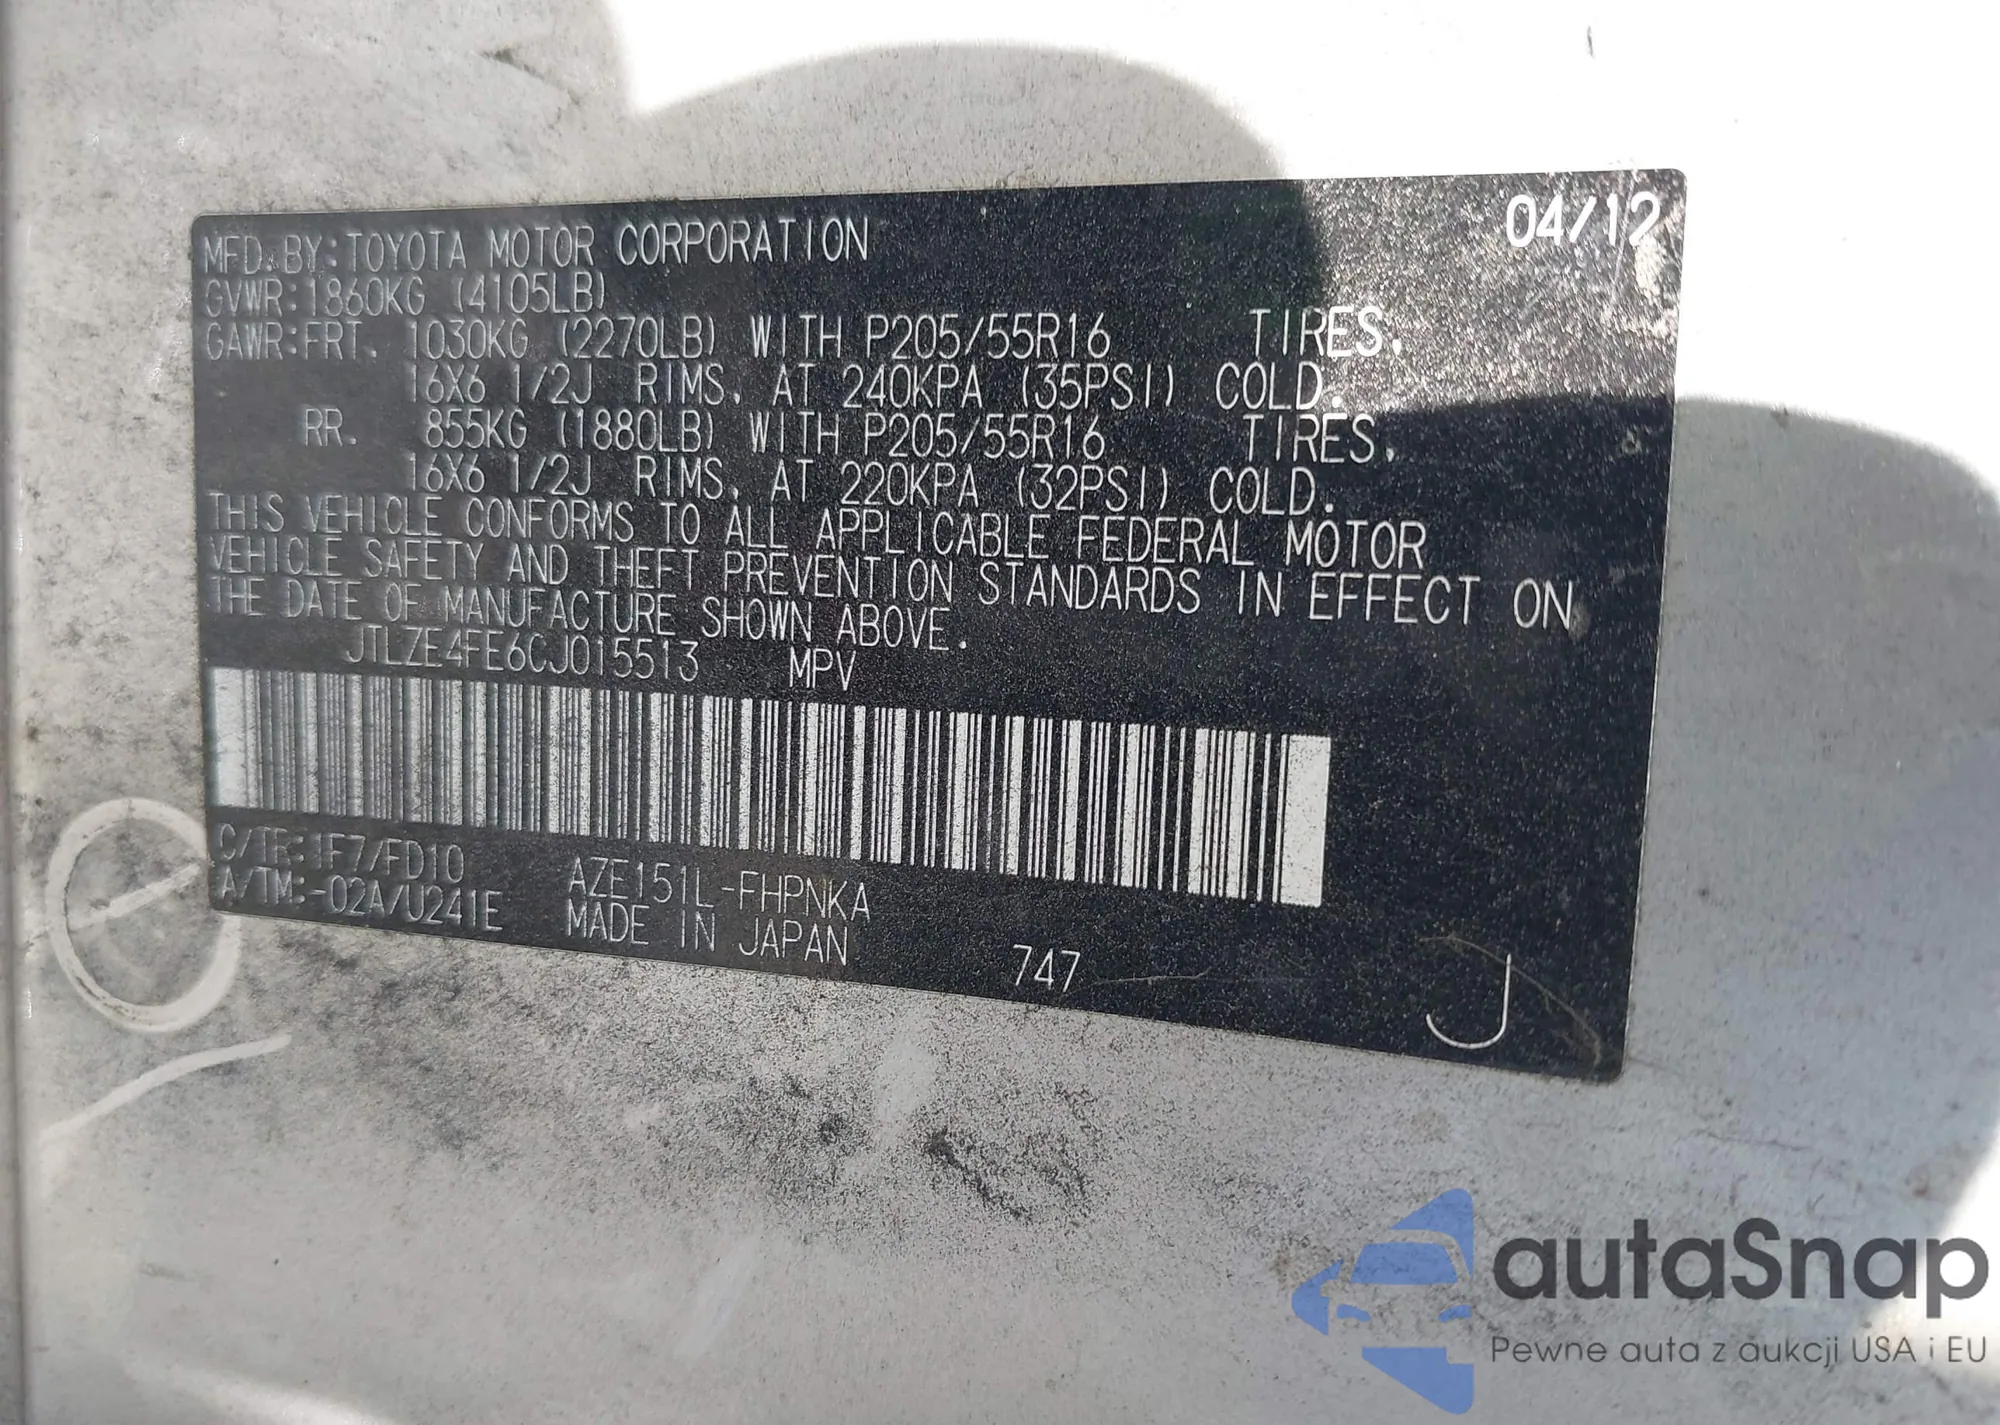 04/12
MFD.BY:TOYOTA MOTOR CORPORATION
GVWR:1860KG (4105LB)
GAWR:FRT. 1030KG (2270LB) WITH P205/55R16 TIRES,
16X6 1/2J RIMS, AT 240KPA (35PSI) COLD.
RR. 855KG (1880LB) WITH P205/55R16 TIRES,
16X6 1/2J RIMS, AT 220KPA (32PSI) COLD.
THIS VEHICLE CONFORMS TO ALL APPLICABLE FEDERAL MOTOR
VEHICLE SAFETY AND THEFT PREVENTION STANDARDS IN EFFECT ON
THE DATE OF MANUFACTURE SHOWN ABOVE.
JTLZE4FE6CJ015513 MPV
C/TR:1F7/FD10 AZE151L-FHPNKA
A/TM:-02A/U241E MADE IN JAPAN
747 J
autaSnap
Pewne auta z aukcji USA i EU